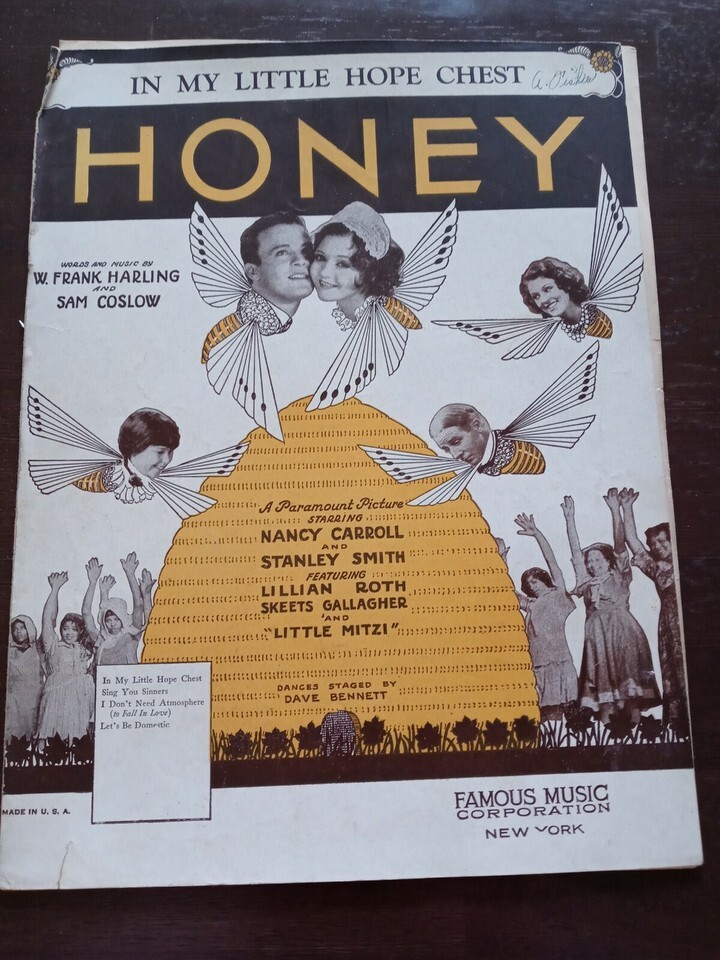 IN MY LITTLE HOPE CHEST
HONEY
WORDS AND MUSIC BY
W. FRANK HARLING
AND
SAM COSLOW
A Paramount Picture
STARRING
NANCY CARROLL
AND
STANLEY SMITH
FEATURING
LILLIAN ROTH
SKEETS GALLAGHER
AND
"LITTLE MITZI"
DANCES STAGED BY
DAVE BENNETT
In My Little Hope Chest
Sing You Sinners
I Don't Need Atmosphere
(to Fall In Love)
Let's Be Domestic
MADE IN U. S. A.
FAMOUS MUSIC
CORPORATION
NEW YORK